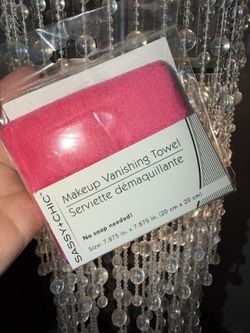 SASSY+CHIC
Makeup Vanishing Towel
Serviette démaquillante
No soap needed!
Size: 7.875 in. x 7.875 in. (20 cm x 20 cm)